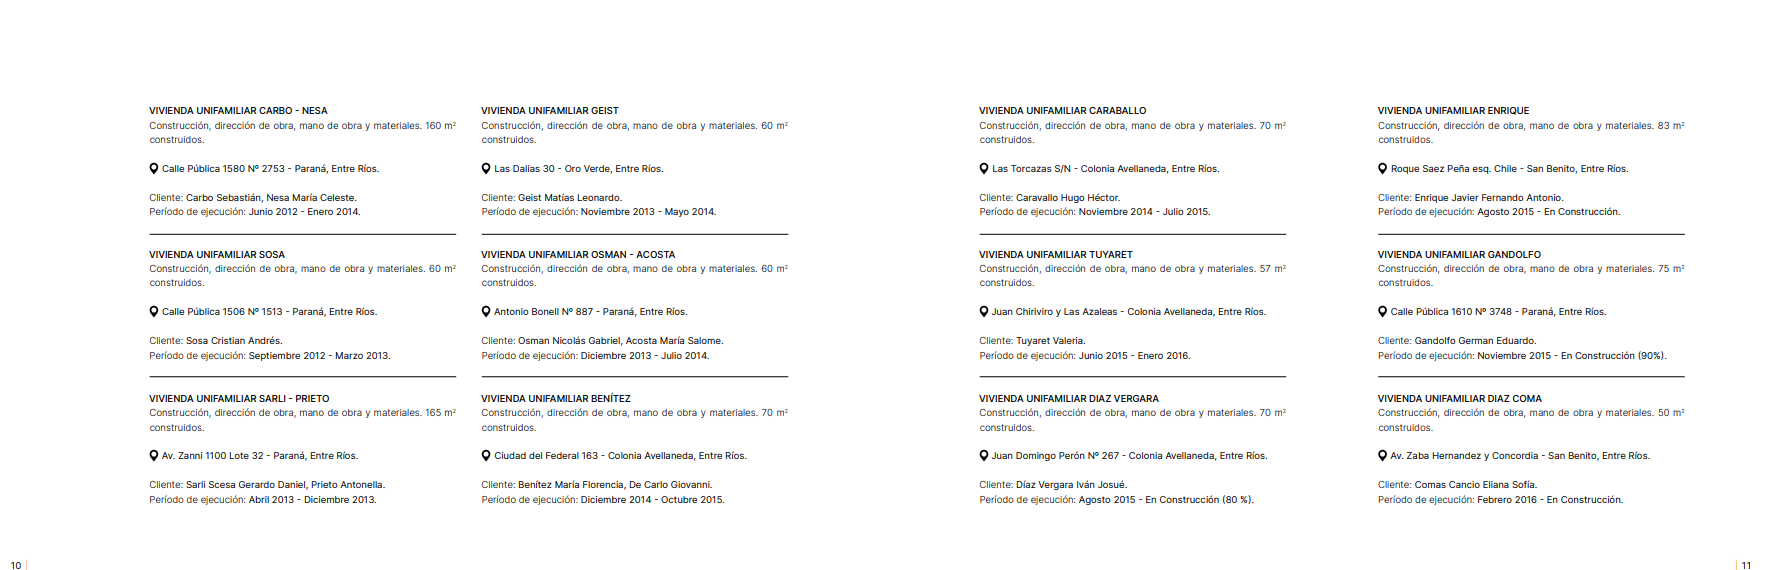 VIVIENDA UNIFAMILIAR CARBO - NESA
Construcción, dirección de obra, mano de obra y materiales. 160 m²
construidos.
Calle Pública 1580 Nº 2753 - Paraná, Entre Ríos.
Cliente: Carbo Sebastián, Nesa María Celeste.
Período de ejecución: Junio 2012 - Enero 2014.
VIVIENDA UNIFAMILIAR SOSA
Construcción, dirección de obra, mano de obra y materiales. 60 m²
construidos.
Calle Pública 1506 Nº 1513 - Paraná, Entre Ríos.
Cliente: Sosa Cristian Andrés.
Período de ejecución: Septiembre 2012 - Marzo 2013.
VIVIENDA UNIFAMILIAR SARLI - PRIETO
Construcción, dirección de obra, mano de obra y materiales. 165 m²
construidos.
Av. Zanni 1100 Lote 32 - Paraná, Entre Ríos.
Cliente: Sarli Scesa Gerardo Daniel, Prieto Antonella.
Período de ejecución: Abril 2013 - Diciembre 2013.
VIVIENDA UNIFAMILIAR GEIST
Construcción, dirección de obra, mano de obra y materiales. 60 m²
construidos.
Las Dalias 30 - Oro Verde, Entre Ríos.
Cliente: Geist Matías Leonardo.
Período de ejecución: Noviembre 2013 - Mayo 2014.
VIVIENDA UNIFAMILIAR OSMAN - ACOSTA
Construcción, dirección de obra, mano de obra y materiales. 60 m²
construidos.
Antonio Bonell Nº 887 - Paraná, Entre Ríos.
Cliente: Osman Nicolás Gabriel, Acosta María Salome.
Período de ejecución: Diciembre 2013 - Julio 2014.
VIVIENDA UNIFAMILIAR BENÍTEZ
Construcción, dirección de obra, mano de obra y materiales. 70 m²
construidos.
Ciudad del Federal 163 - Colonia Avellaneda, Entre Ríos.
Cliente: Benítez María Florencia, De Carlo Giovanni.
Período de ejecución: Diciembre 2014 - Octubre 2015.
10
VIVIENDA UNIFAMILIAR CARABALLO
Construcción, dirección de obra, mano de obra y materiales. 70 m²
construidos.
Las Torcazas S/N - Colonia Avellaneda, Entre Ríos.
Cliente: Caravallo Hugo Héctor.
Período de ejecución: Noviembre 2014 - Julio 2015.
VIVIENDA UNIFAMILIAR TUYARET
Construcción, dirección de obra, mano de obra y materiales. 57 m²
construidos.
Juan Chiriviro y Las Azaleas - Colonia Avellaneda, Entre Ríos.
Cliente: Tuyaret Valeria.
Período de ejecución: Junio 2015 - Enero 2016.
VIVIENDA UNIFAMILIAR DIAZ VERGARA
Construcción, dirección de obra, mano de obra y materiales. 70 m²
construidos.
Juan Domingo Perón Nº 267 - Colonia Avellaneda, Entre Ríos.
Cliente: Díaz Vergara Iván Josué.
Período de ejecución: Agosto 2015 - En Construcción (80 %).
VIVIENDA UNIFAMILIAR ENRIQUE
Construcción, dirección de obra, mano de obra y materiales. 83 m²
construidos.
Roque Saez Peña esq. Chile - San Benito, Entre Ríos.
Cliente: Enrique Javier Fernando Antonio.
Período de ejecución: Agosto 2015 - En Construcción.
VIVIENDA UNIFAMILIAR GANDOLFO
Construcción, dirección de obra, mano de obra y materiales. 75 m²
construidos.
Calle Pública 1610 Nº 3748 - Paraná, Entre Ríos.
Cliente: Gandolfo German Eduardo.
Período de ejecución: Noviembre 2015 - En Construcción (90%).
VIVIENDA UNIFAMILIAR DIAZ COMA
Construcción, dirección de obra, mano de obra y materiales. 50 m²
construidos.
Av. Zaba Hernandez y Concordia - San Benito, Entre Ríos.
Cliente: Comas Cancio Eliana Sofía.
Período de ejecución: Febrero 2016 - En Construcción.
11